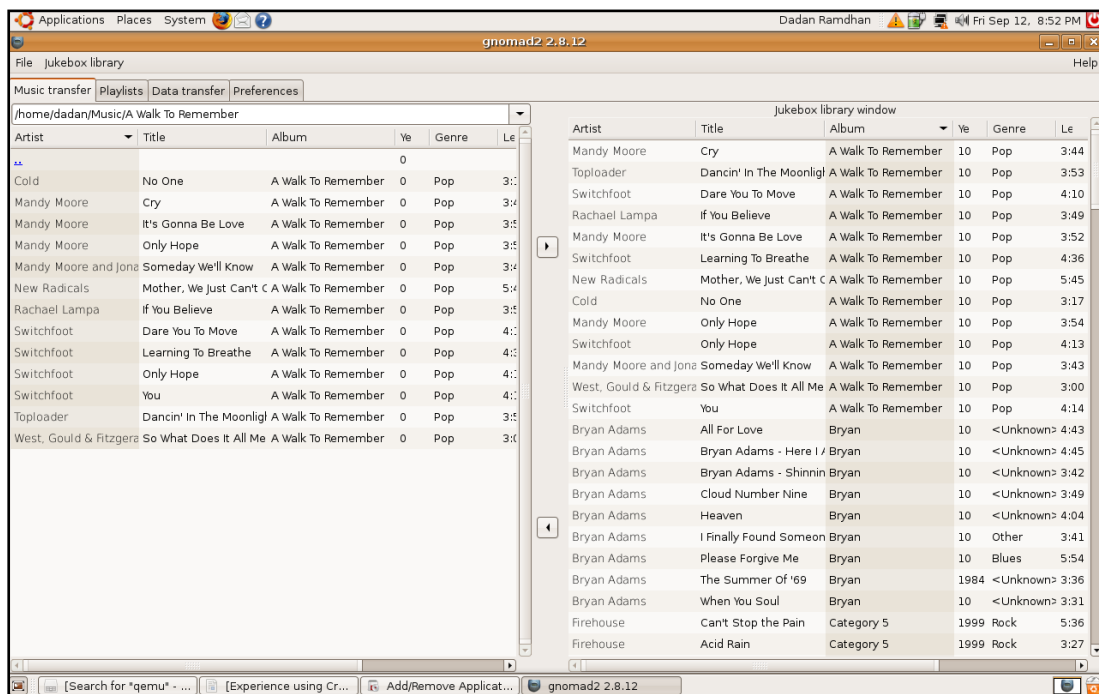 Applications Places System Dadan Ramdhan Fri Sep 12, 8:52 PM
gnomad2 2.8.12
File Jukebox library Help
Music transfer Playlists Data transfer Preferences
/home/dadan/Music/A Walk To Remember
Artist Title Album Ye Genre Le
.. 0
Cold No One A Walk To Remember 0 Pop
Mandy Moore Cry A Walk To Remember 0 Pop
Mandy Moore It's Gonna Be Love A Walk To Remember 0 Pop
Mandy Moore Only Hope A Walk To Remember 0 Pop
Mandy Moore and Jona Someday We'll Know A Walk To Remember 0 Pop
New Radicals Mother, We Just Can't A Walk To Remember 0 Pop
Rachael Lampa If You Believe A Walk To Remember 0 Pop
Switchfoot Dare You To Move A Walk To Remember 0 Pop
Switchfoot Learning To Breathe A Walk To Remember 0 Pop
Switchfoot Only Hope A Walk To Remember 0 Pop
Switchfoot You A Walk To Remember 0 Pop
Toploader Dancin' In The Moonligh A Walk To Remember 0 Pop
West, Gould & Fitzgera So What Does It All Me A Walk To Remember 0 Pop
Jukebox library window
Artist Title Album Ye Genre Le
Mandy Moore Cry A Walk To Remember 10 Pop 3:44
Toploader Dancin' In The Moonligh A Walk To Remember 10 Pop 3:53
Switchfoot Dare You To Move A Walk To Remember 10 Pop 4:10
Rachael Lampa If You Believe A Walk To Remember 10 Pop 3:49
Mandy Moore It's Gonna Be Love A Walk To Remember 10 Pop 3:52
Switchfoot Learning To Breathe A Walk To Remember 10 Pop 4:36
New Radicals Mother, We Just Can't A Walk To Remember 10 Pop 5:45
Cold No One A Walk To Remember 10 Pop 3:17
Mandy Moore Only Hope A Walk To Remember 10 Pop 3:54
Switchfoot Only Hope A Walk To Remember 10 Pop 4:13
Mandy Moore and Jona Someday We'll Know A Walk To Remember 10 Pop 3:43
West, Gould & Fitzgera So What Does It All Me A Walk To Remember 10 Pop 3:00
Switchfoot You A Walk To Remember 10 Pop 4:14
Bryan Adams All For Love Bryan 10 <Unknown> 4:43
Bryan Adams Bryan Adams - Here I Bryan 10 <Unknown> 4:45
Bryan Adams Bryan Adams - Shinnin Bryan 10 <Unknown> 3:42
Bryan Adams Cloud Number Nine Bryan 10 <Unknown> 3:49
Bryan Adams Heaven Bryan 10 <Unknown> 4:04
Bryan Adams I Finally Found Someon Bryan 10 Other 3:41
Bryan Adams Please Forgive Me Bryan 10 Blues 5:54
Bryan Adams The Summer Of '69 Bryan 1984 <Unknown> 3:36
Bryan Adams When You Soul Bryan 10 <Unknown> 3:31
Firehouse Can't Stop the Pain Category 5 1999 Rock 5:36
Firehouse Acid Rain Category 5 1999 Rock 3:27
[Search for "qemu" - ... [Experience using Cr... Add/Remove Applicat... gnomad2 2.8.12